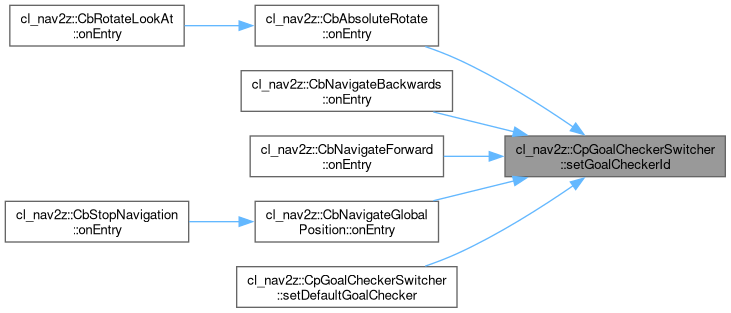 cl_nav2z::CbRotateLookAt
::onEntry
cl_nav2z::CbAbsoluteRotate
::onEntry
cl_nav2z::CbNavigateBackwards
::onEntry
cl_nav2z::CbNavigateForward
::onEntry
cl_nav2z::CpGoalCheckerSwitcher
::setGoalCheckerId
cl_nav2z::CbStopNavigation
::onEntry
cl_nav2z::CbNavigateGlobal
Position::onEntry
cl_nav2z::CpGoalCheckerSwitcher
::setDefaultGoalChecker